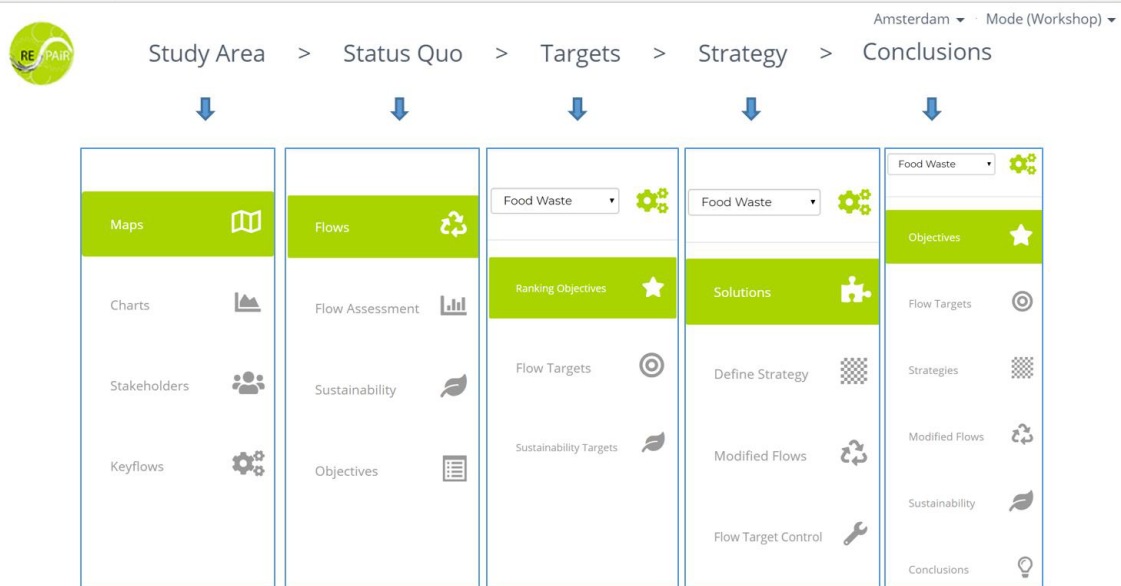 Amsterdam Mode (Workshop)
RE PAiR
Study Area > Status Quo > Targets > Strategy > Conclusions
Maps
Charts
Stakeholders
Keyflows
Flows
Flow Assessment
Sustainability
Objectives
Food Waste
Ranking Objectives
Flow Targets
Sustainability Targets
Food Waste
Solutions
Define Strategy
Modified Flows
Flow Target Control
Food Waste
Objectives
Flow Targets
Strategies
Modified Flows
Sustainability
Conclusions